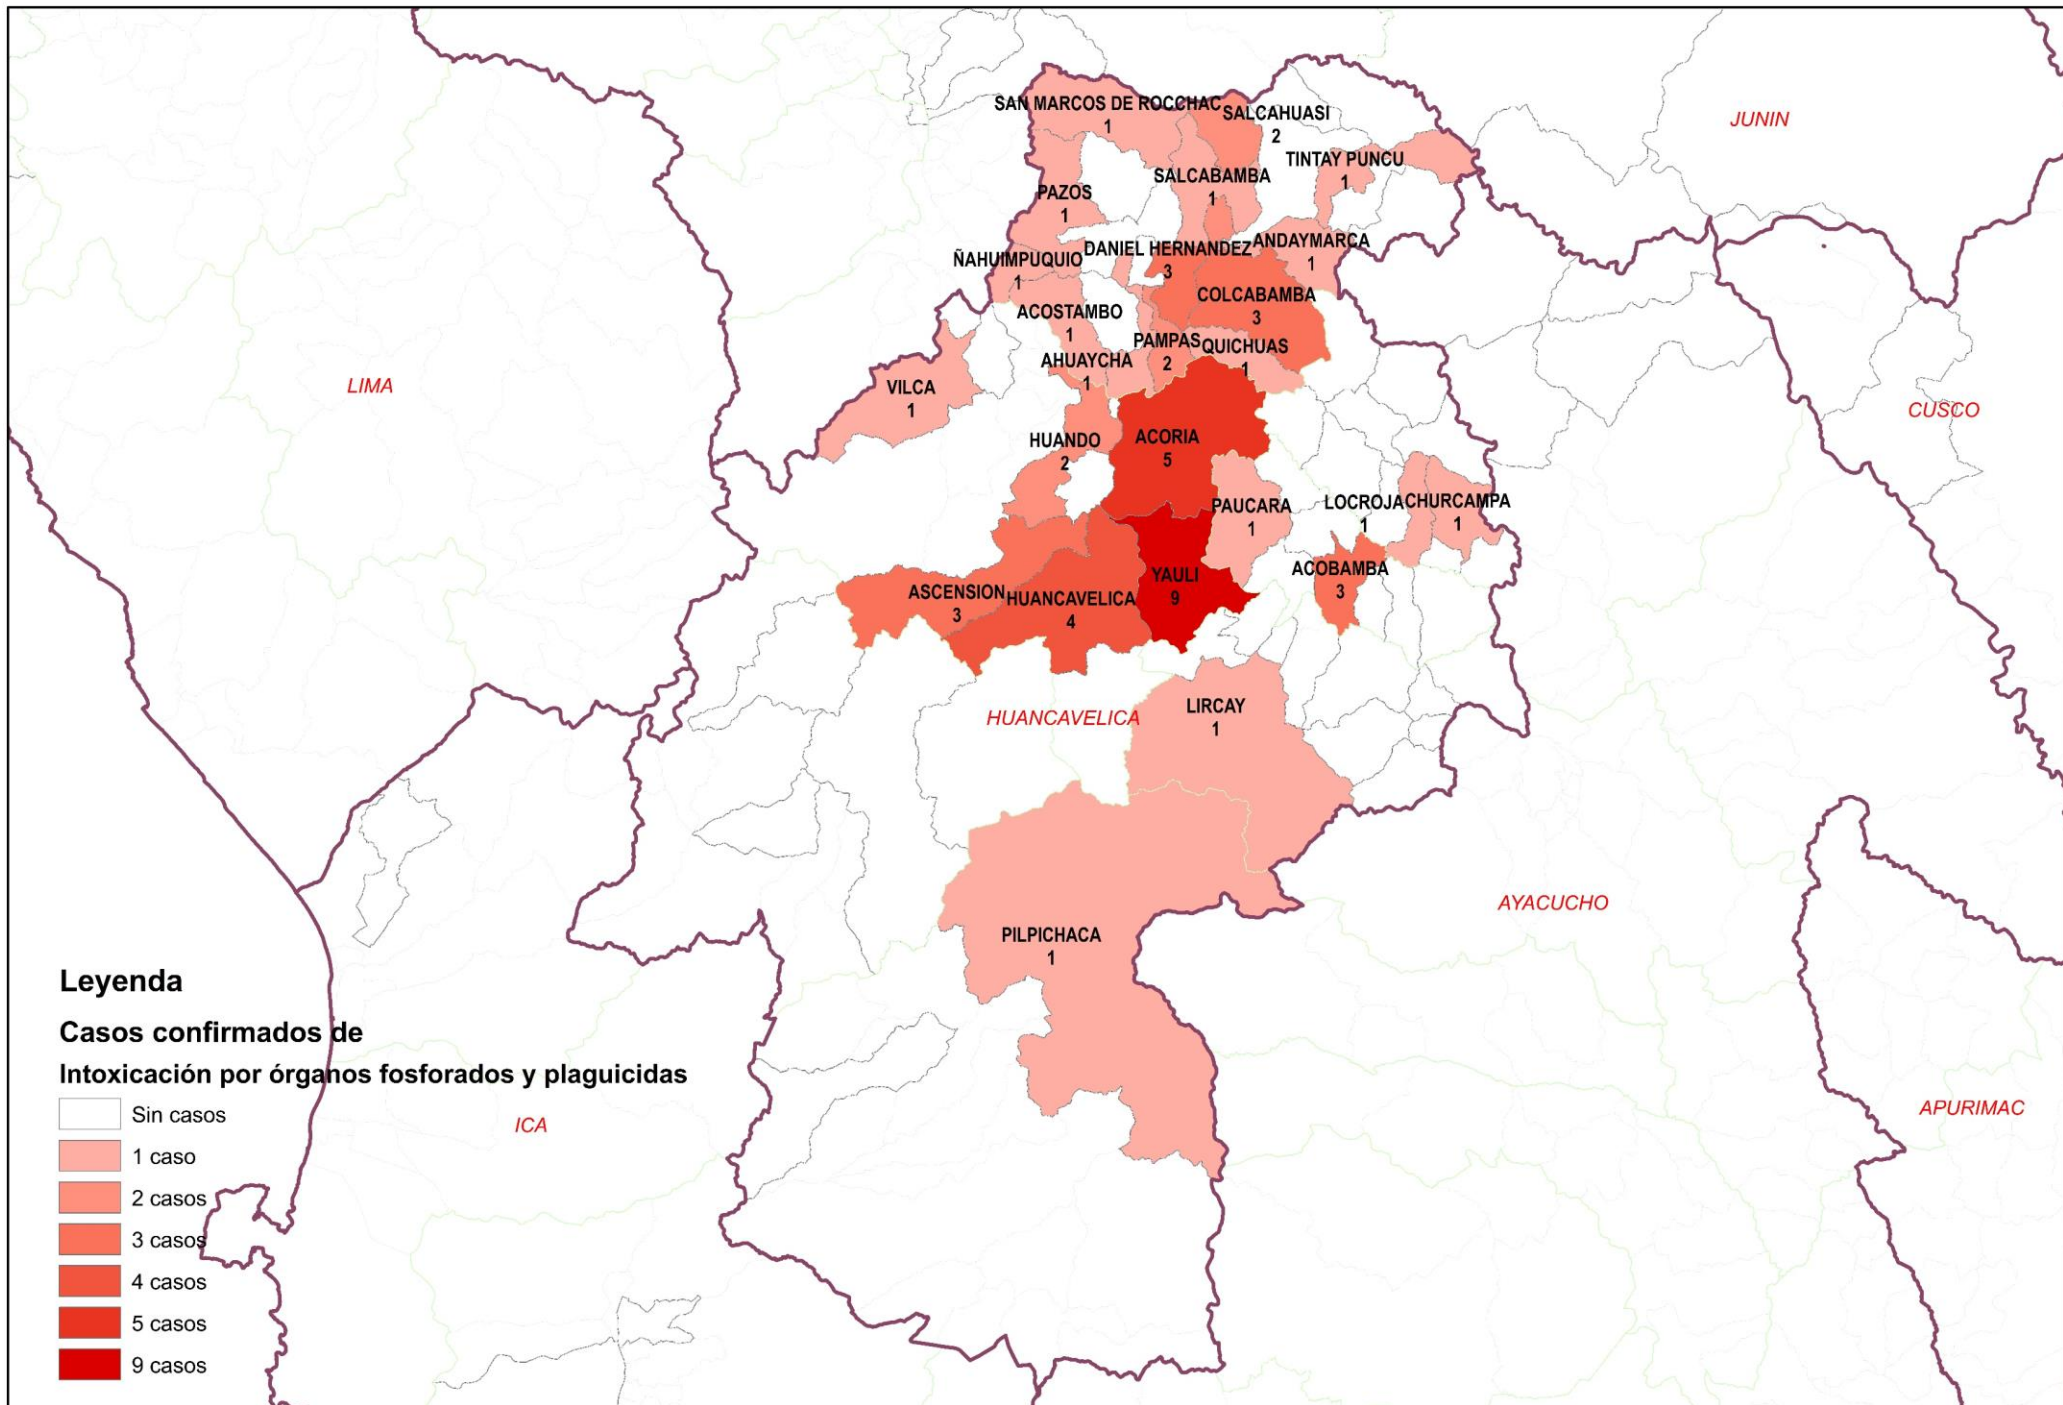 SAN MARCOS DE ROCCHAC
1
SALCAHUASI
2
JUNIN
TINTAY PUNCU
1
SALCABAMBA
1
PAZOS
1
ANDAYMARCA
1
DANIEL HERNANDEZ
3
ÑAHUIMPUQUIO
1
COLCABAMBA
3
ACOSTAMBO
1
PAMPAS
2
QUICHUAS
1
AHUAYCHA
1
LIMA
VILCA
1
CUSCO
HUANDO
2
ACORIA
5
PAUCARA
1
LOCROJA
1
CHURCAMPA
1
ACOBAMBA
3
YAULI
9
ASCENSION
3
HUANCAVELICA
4
LIRCAY
1
HUANCAVELICA
AYACUCHO
PILPICHACA
1
APURIMAC
ICA
Leyenda
Casos confirmados de
Intoxicación por órganos fosforados y plaguicidas
Sin casos
1 caso
2 casos
3 casos
4 casos
5 casos
9 casos